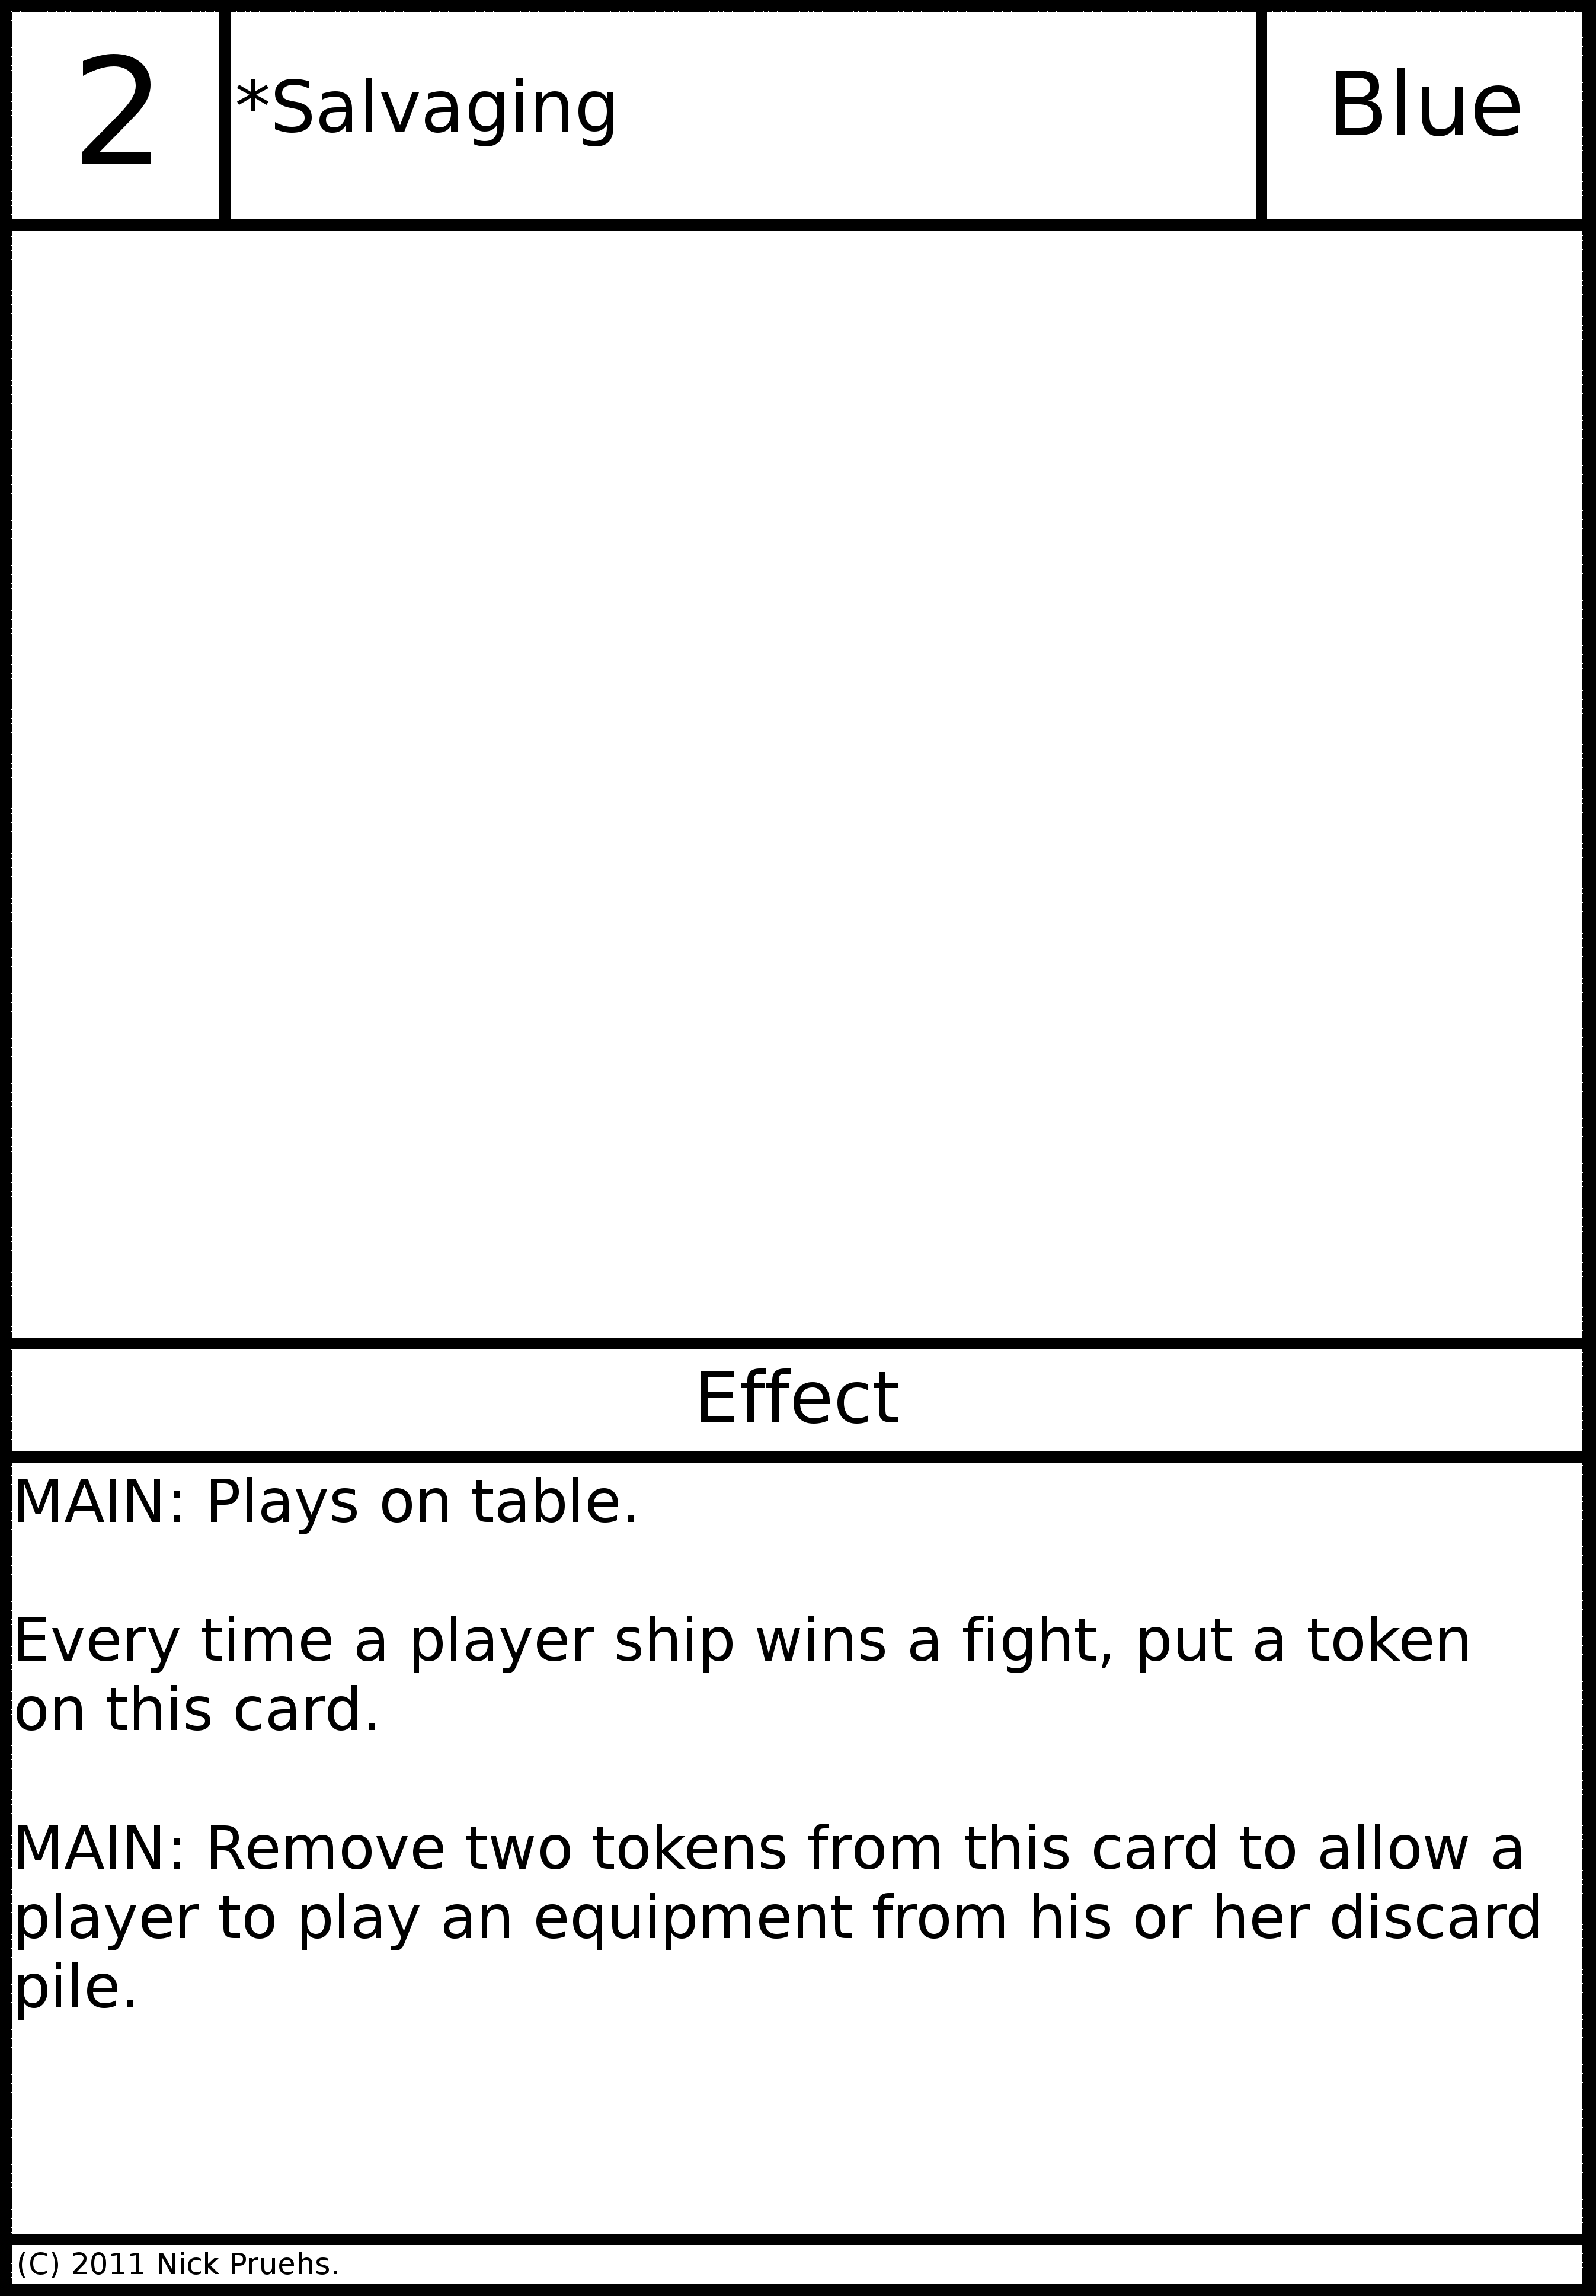 2
*Salvaging
Blue
Effect
MAIN: Plays on table.
Every time a player ship wins a fight, put a token
on this card.
MAIN: Remove two tokens from this card to allow a
player to play an equipment from his or her discard
pile.
(C) 2011 Nick Pruehs.